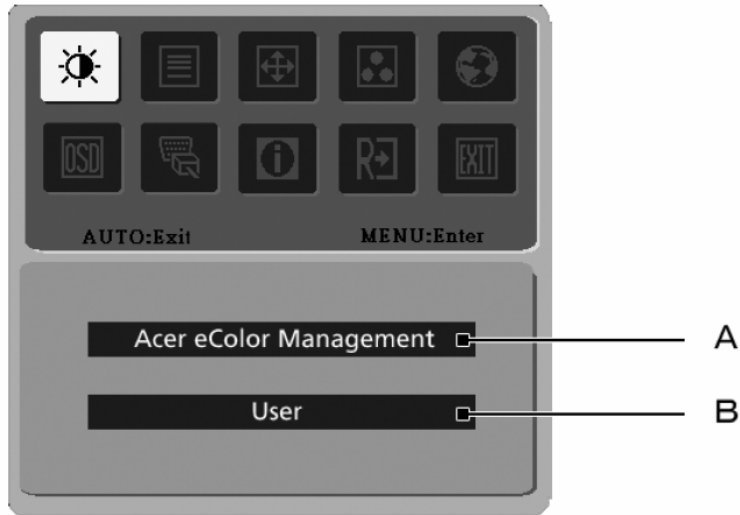 OSD
i
R
EXIT
AUTO:Exit MENU:Enter
Acer eColor Management A
User B